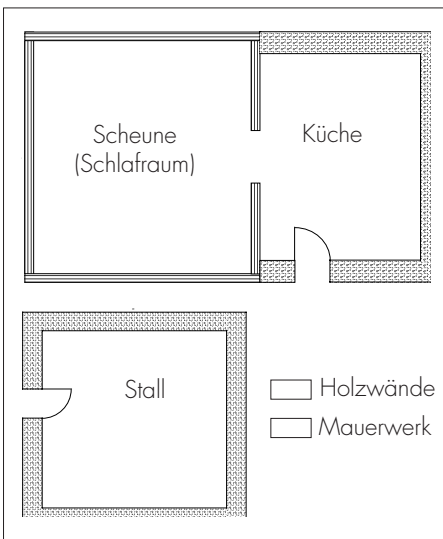 Scheune
(Schlafraum)
Küche
Stall
Holzwände
Mauerwerk